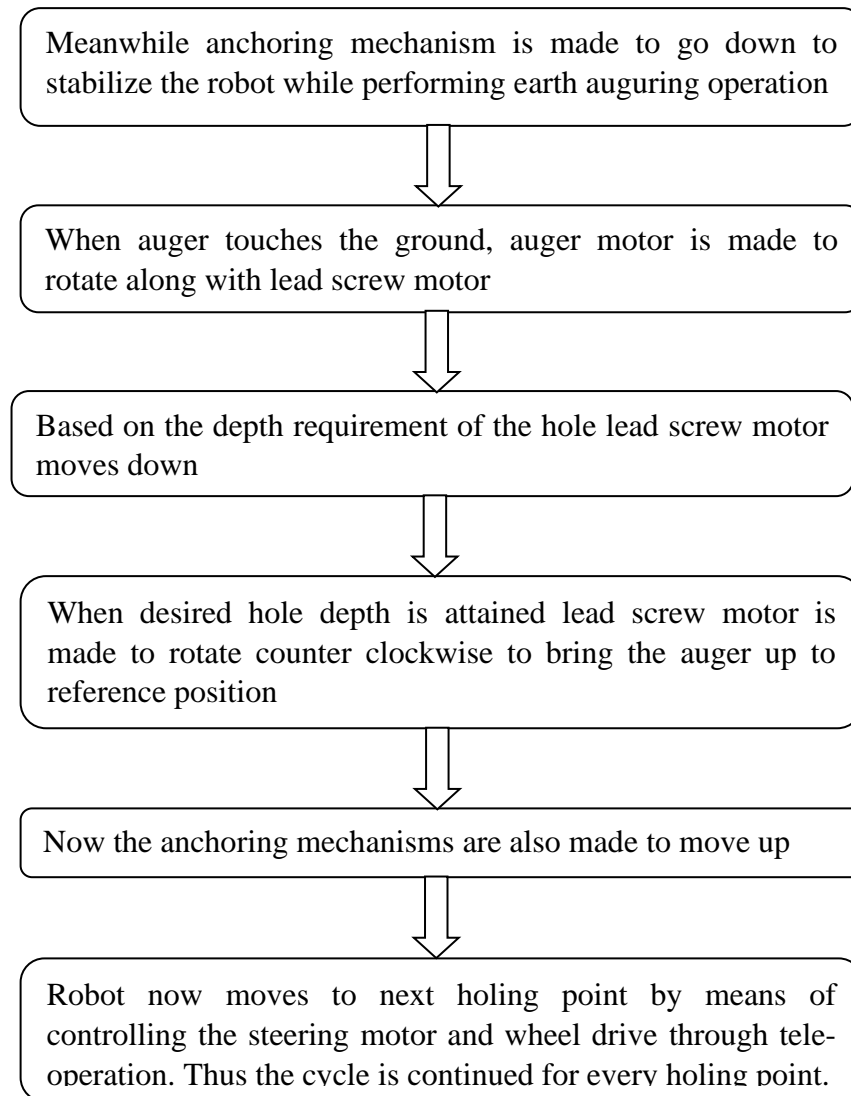 Meanwhile anchoring mechanism is made to go down to
stabilize the robot while performing earth auguring operation
When auger touches the ground, auger motor is made to
rotate along with lead screw motor
Based on the depth requirement of the hole lead screw motor
moves down
When desired hole depth is attained lead screw motor is
made to rotate counter clockwise to bring the auger up to
reference position
Now the anchoring mechanisms are also made to move up
Robot now moves to next holing point by means of
controlling the steering motor and wheel drive through tele-
operation. Thus the cycle is continued for every holing point.